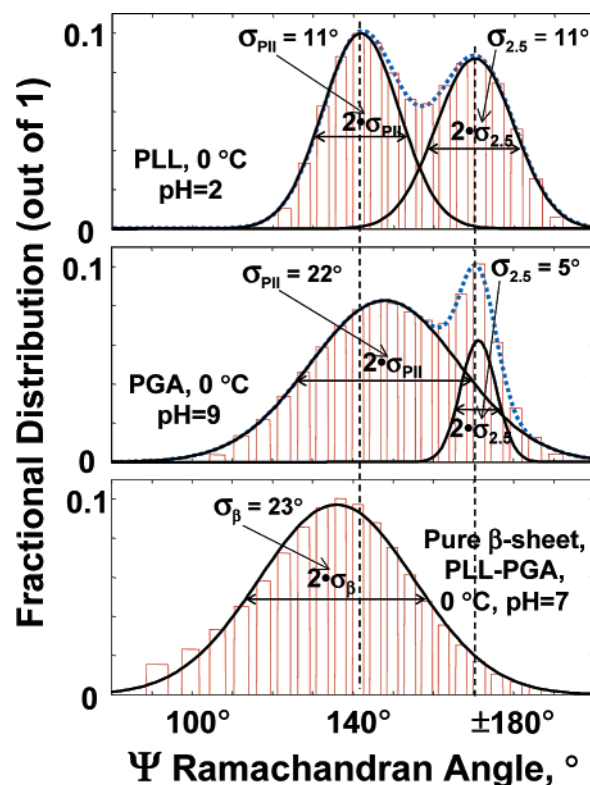 Fractional Distribution (out of 1)
0.1
σPII = 11°
σ2.5 = 11°
2•σPII
2•σ2.5
PLL, 0 °C
pH=2
0
0.1
σPII = 22°
σ2.5 = 5°
2•σPII
PGA, 0 °C
pH=9
2•σ2.5
0
0.1
σβ = 23°
2•σβ
Pure β-sheet,
PLL-PGA,
0 °C, pH=7
0
100° 140° ±180°
Ψ Ramachandran Angle, °